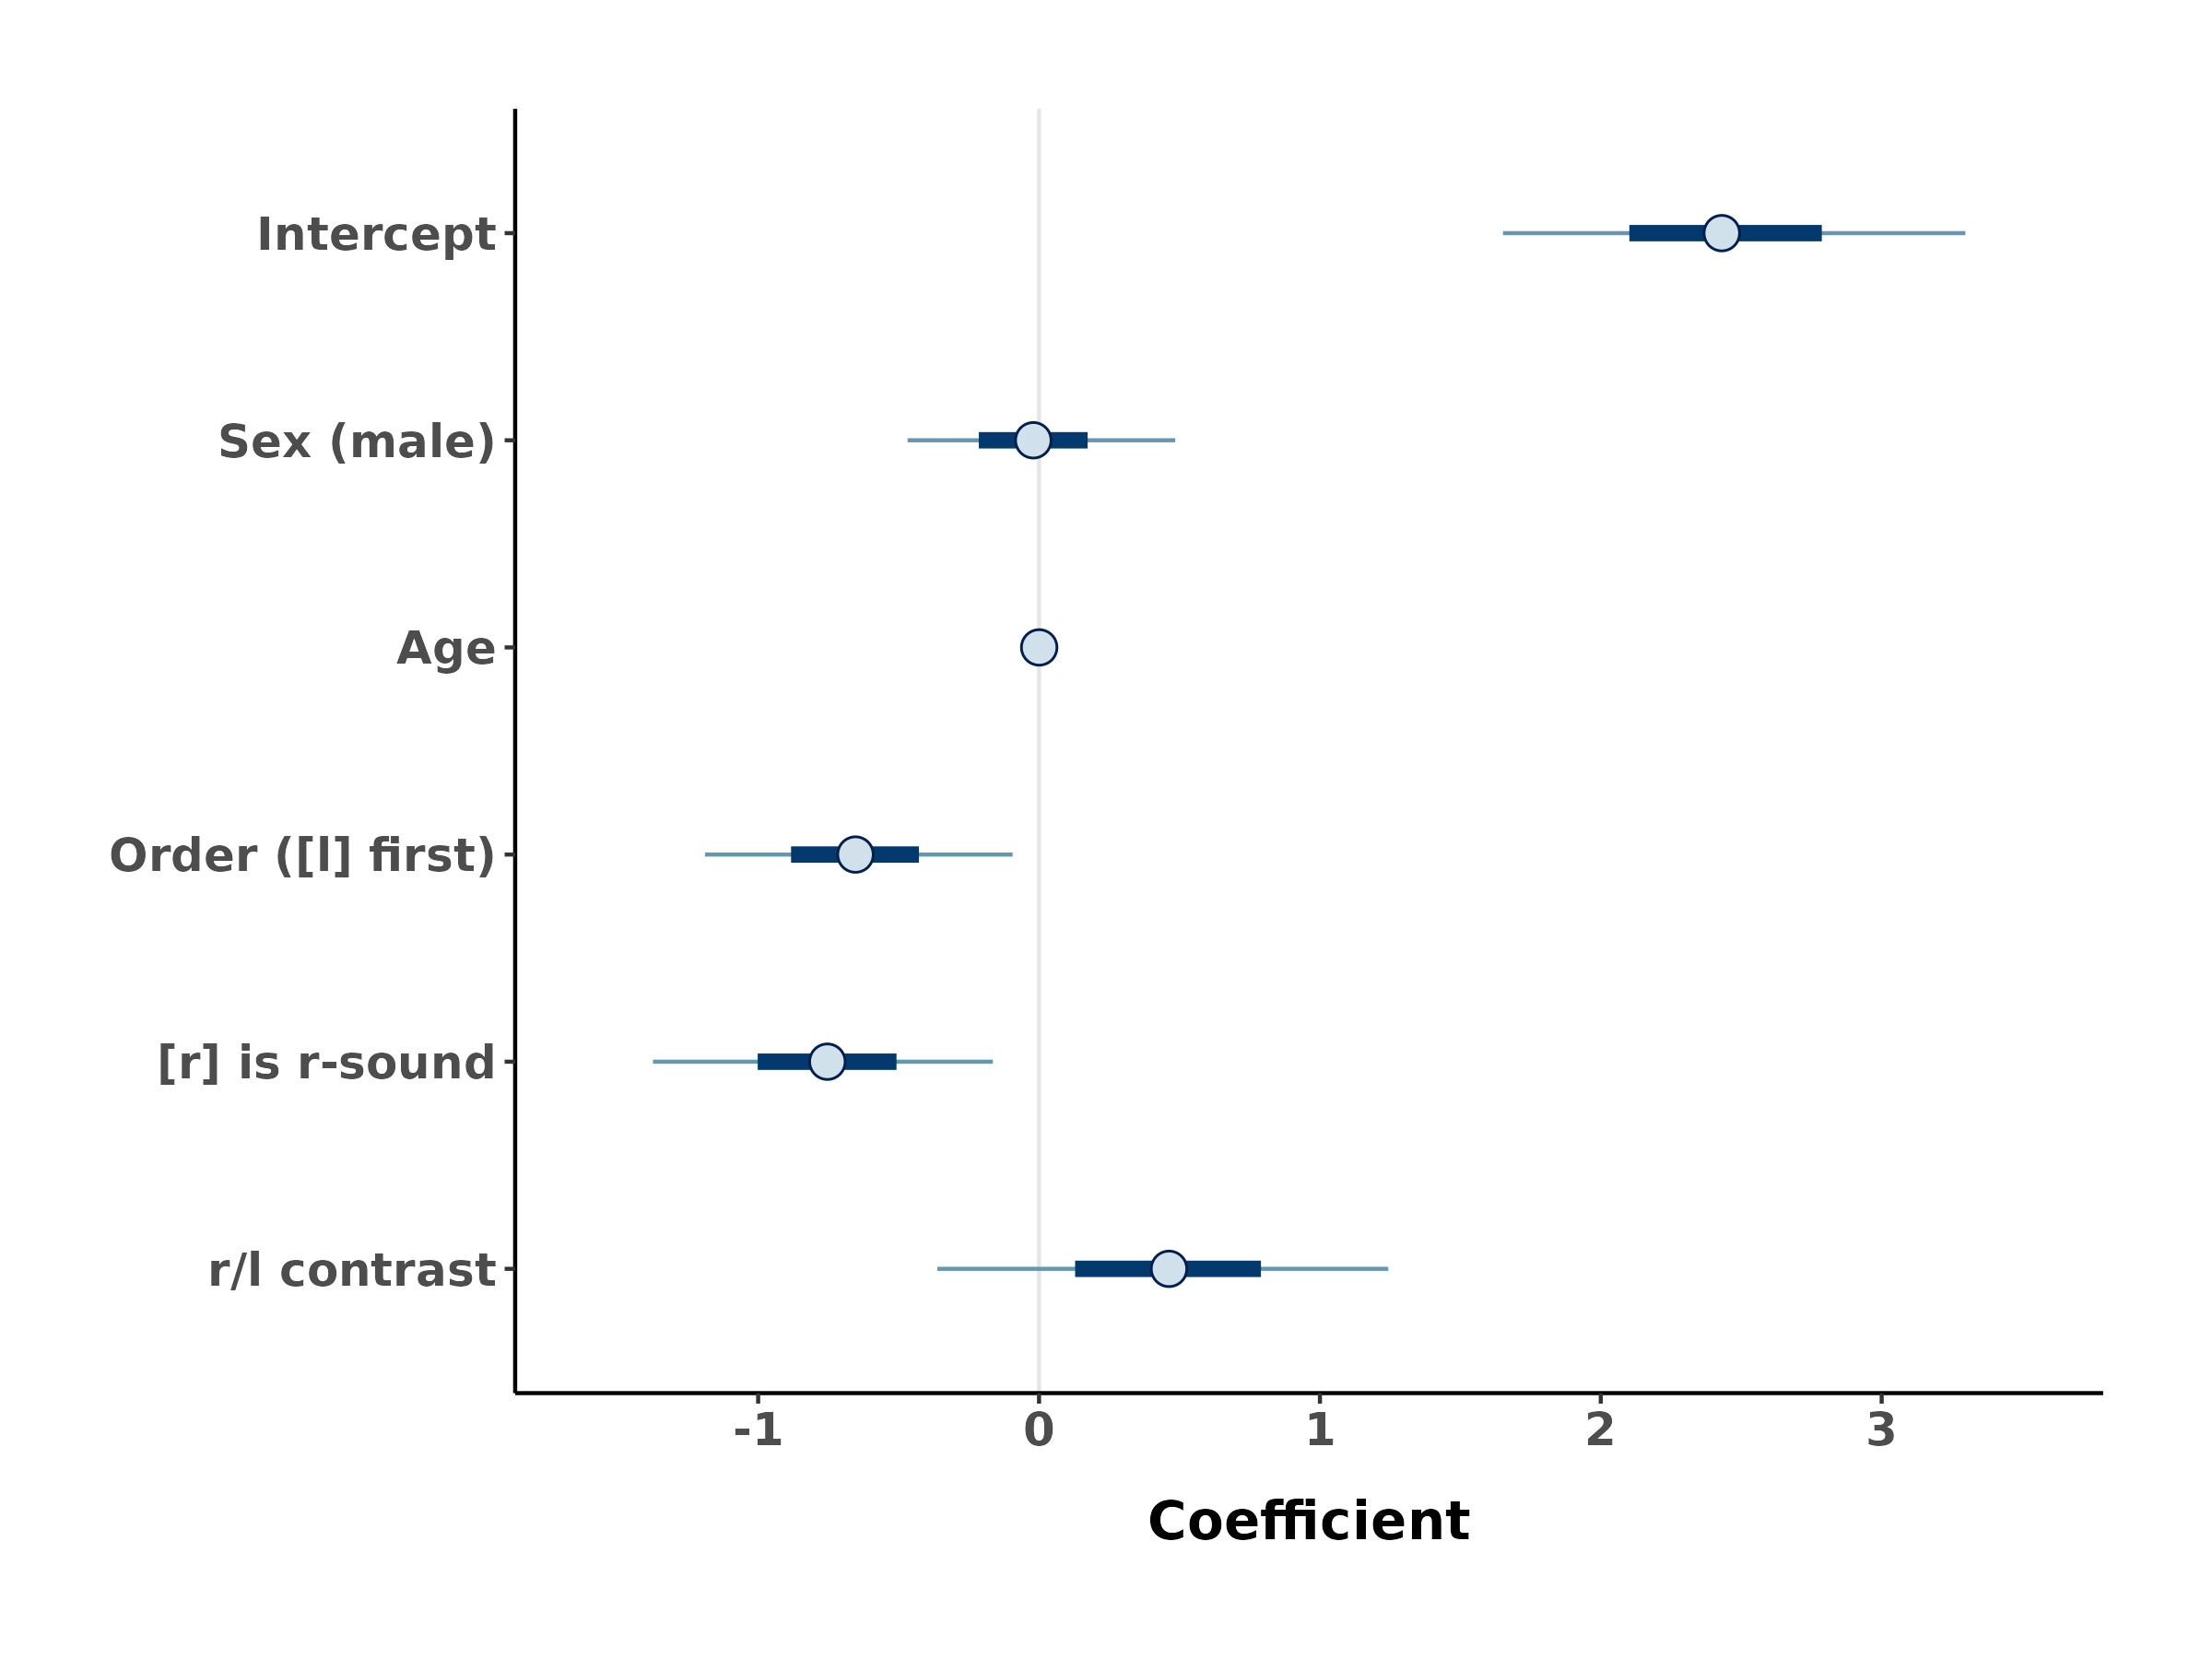 Intercept
Sex (male)
Age
Order ([l] first)
[r] is r-sound
r/l contrast
-1 0 1 2 3
Coefficient